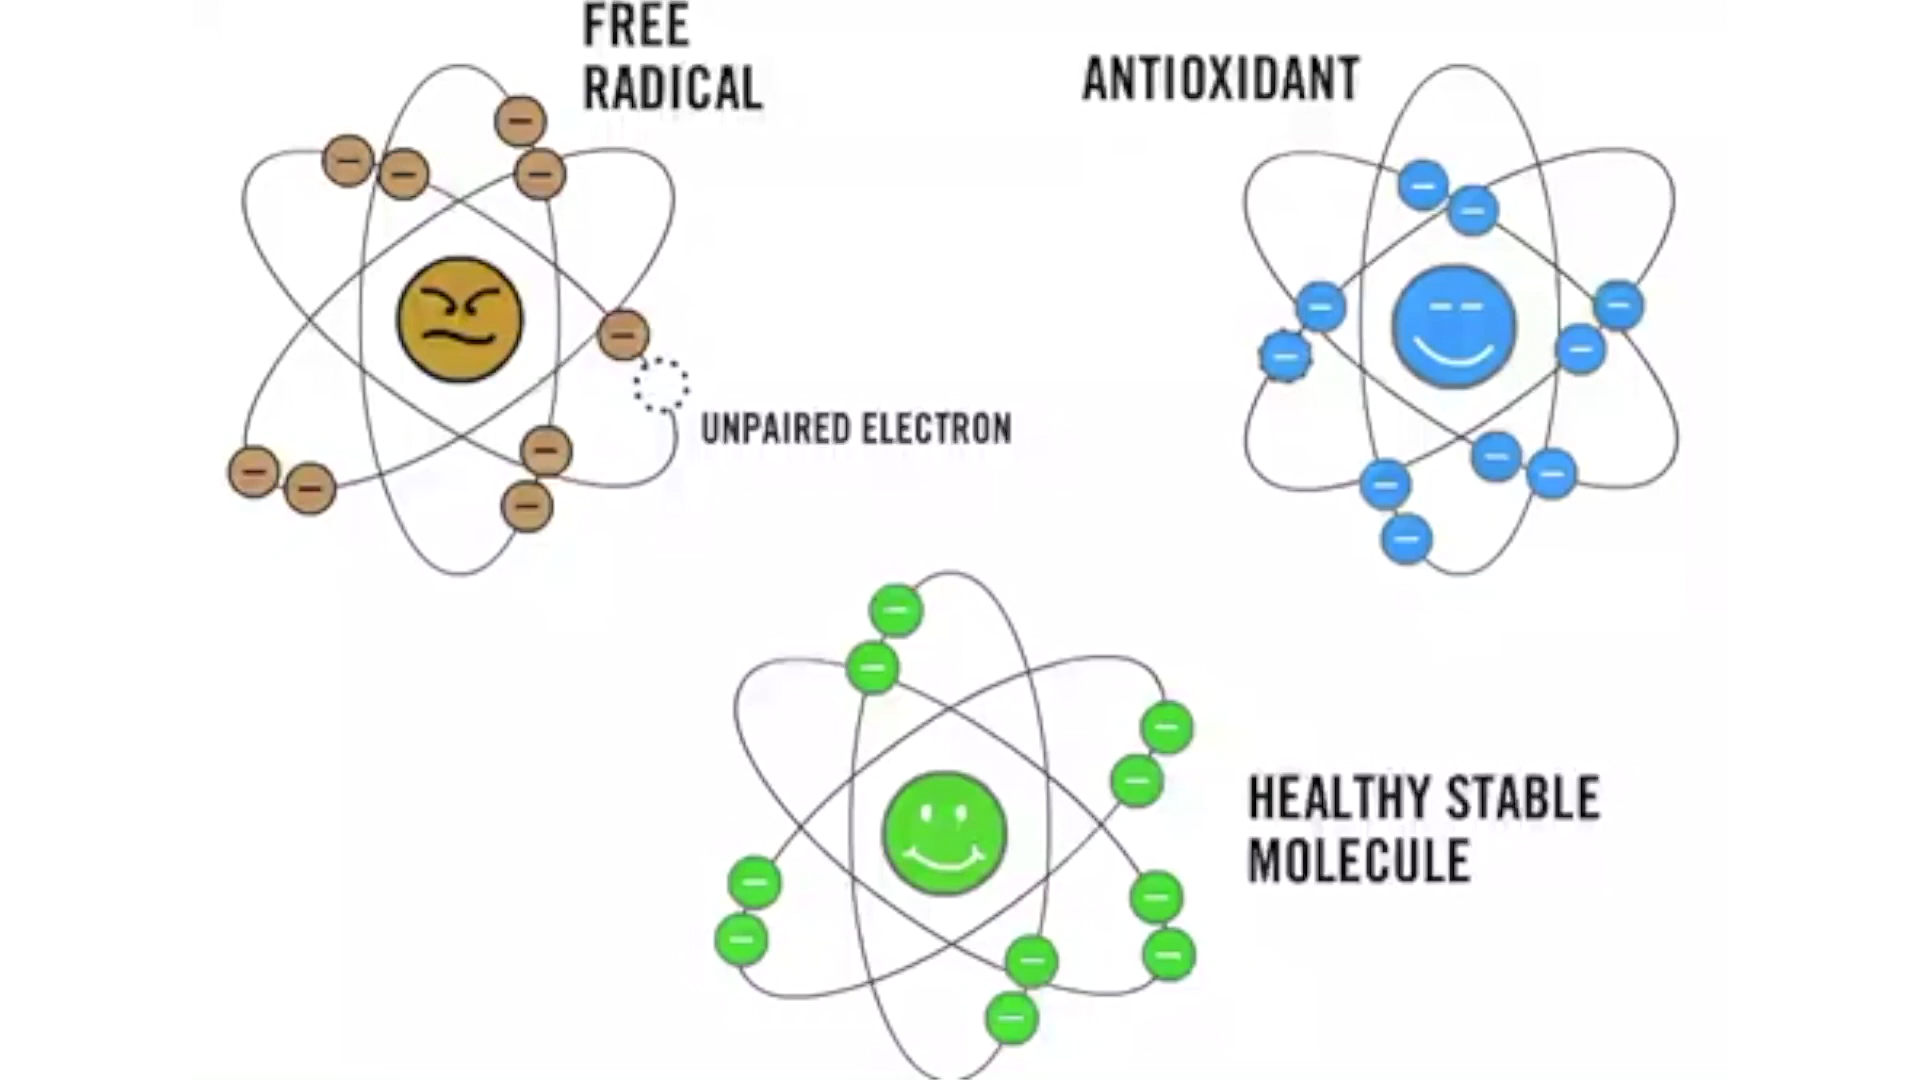 FREE
RADICAL
ANTIOXIDANT
UNPAIRED ELECTRON
HEALTHY STABLE
MOLECULE